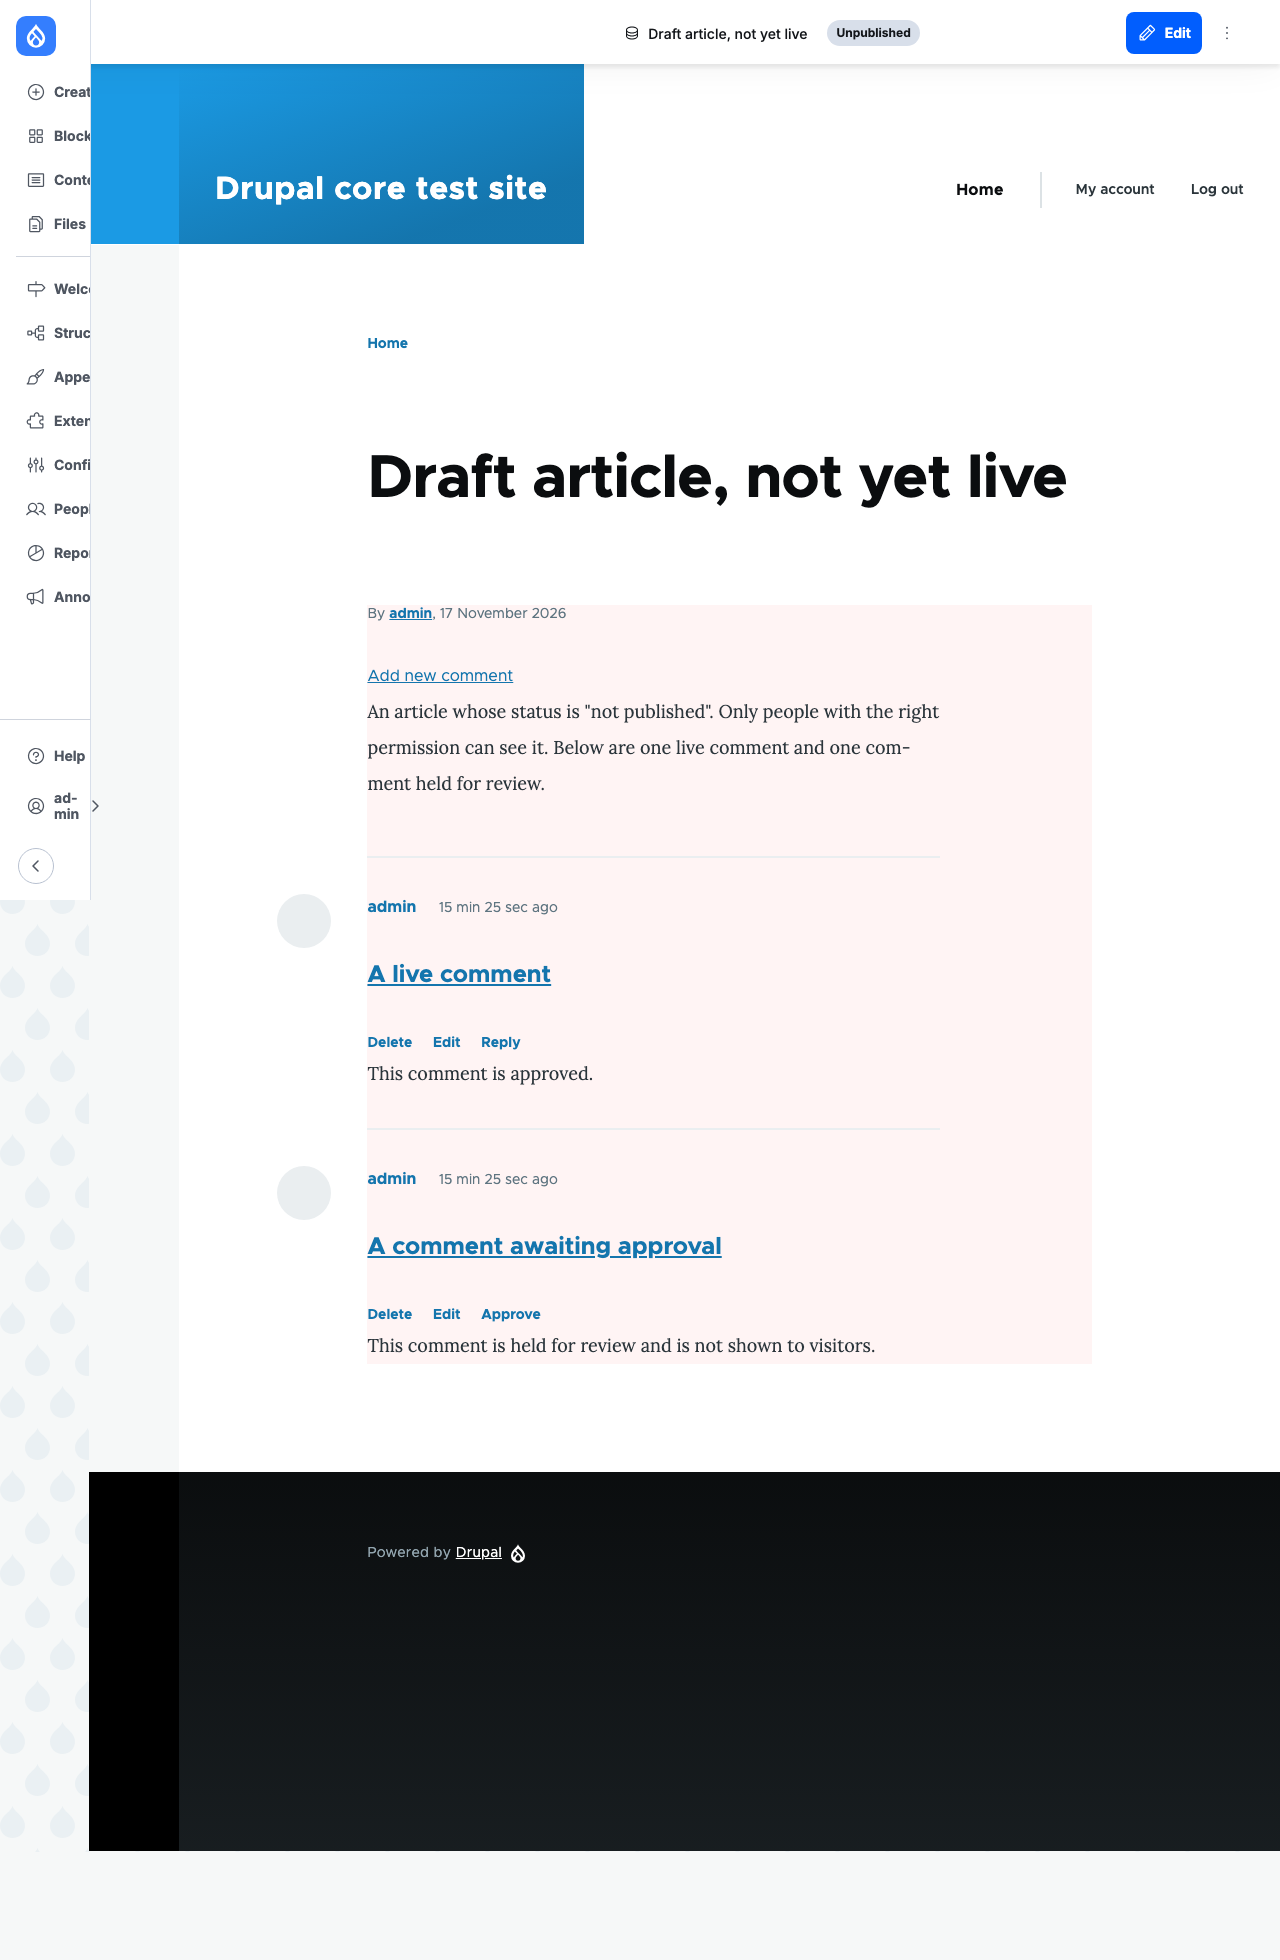 Draft article, not yet live
Unpublished
Edit
Creat
Block
Conte
Files
Welco
Struc
Appe
Exten
Confi
Peopl
Repor
Anno
Help
ad-
min
Drupal core test site
Home
My account
Log out
Home
Draft article, not yet live
By admin, 17 November 2026
Add new comment
An article whose status is "not published". Only people with the right
permission can see it. Below are one live comment and one com-
ment held for review.
admin 15 min 25 sec ago
A live comment
Delete Edit Reply
This comment is approved.
admin 15 min 25 sec ago
A comment awaiting approval
Delete Edit Approve
This comment is held for review and is not shown to visitors.
Powered by Drupal